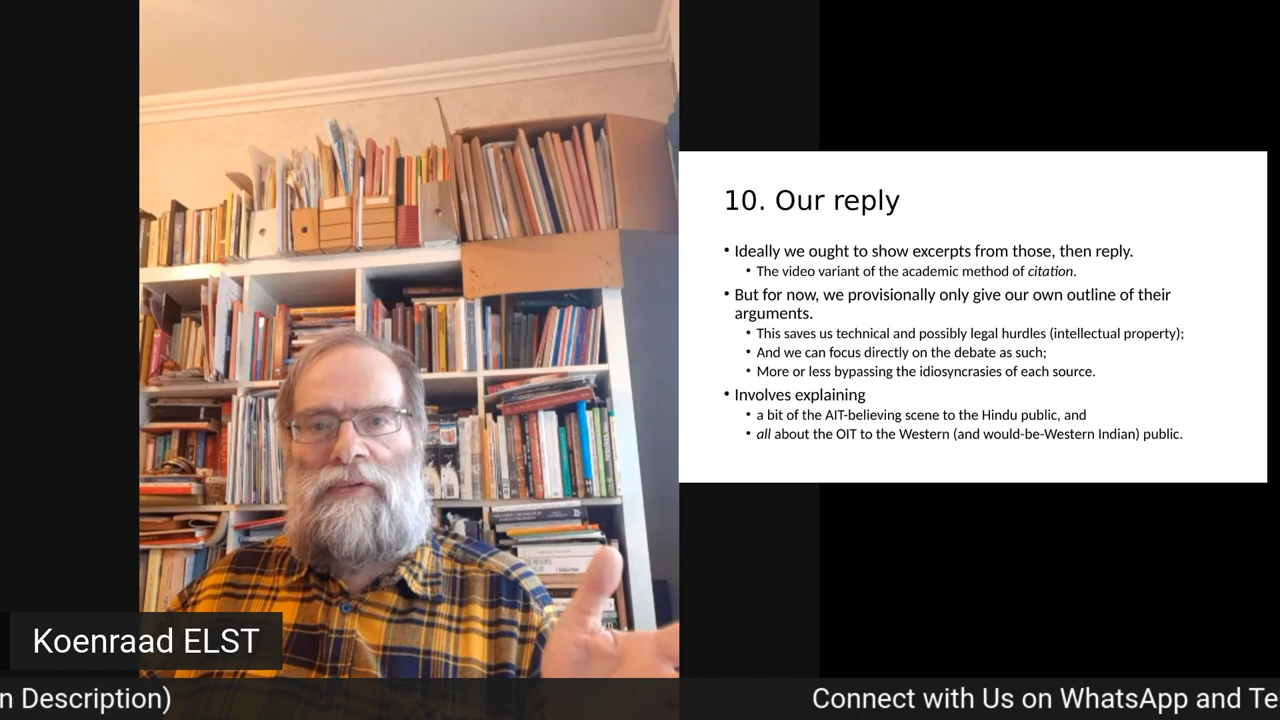 10. Our reply
• Ideally we ought to show excerpts from those, then reply.
• The video variant of the academic method of citation.
• But for now, we provisionally only give our own outline of their
arguments.
• This saves us technical and possibly legal hurdles (intellectual property);
• And we can focus directly on the debate as such;
• More or less bypassing the idiosyncrasies of each source.
• Involves explaining
• a bit of the AIT-believing scene to the Hindu public, and
• all about the OIT to the Western (and would-be-Western Indian) public.
Koenraad ELST
n Description)
Connect with Us on WhatsApp and Te